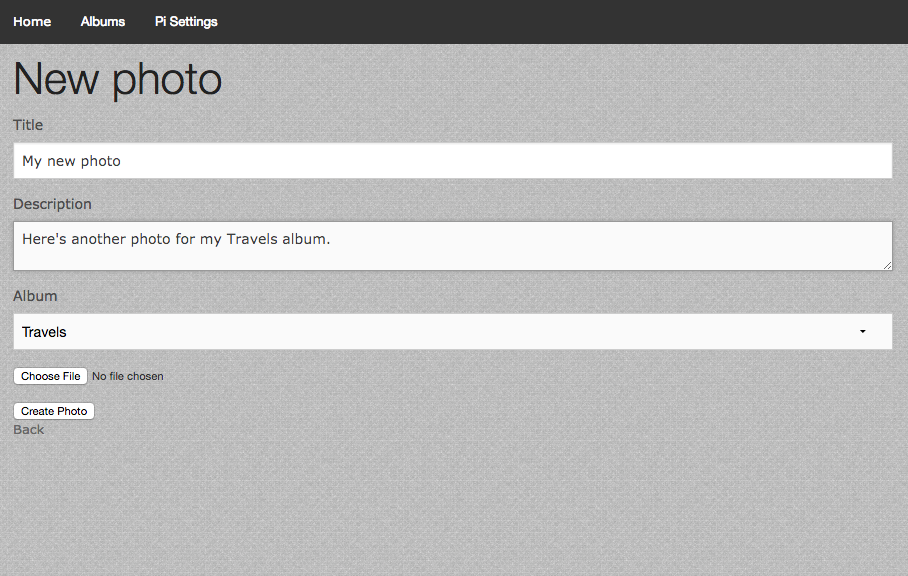 Home Albums Pi Settings
New photo
Title
My new photo
Description
Here's another photo for my Travels album.
Album
Travels
Choose File No file chosen
Create Photo
Back